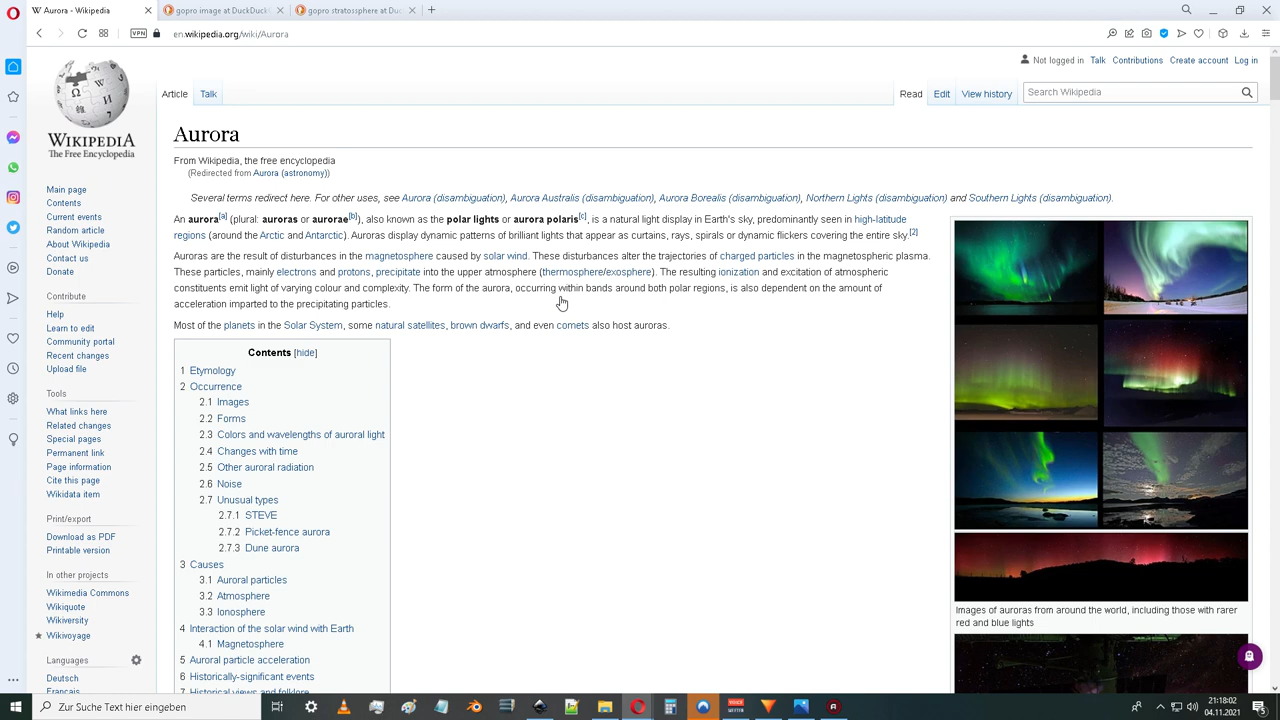 Aurora - Wikipedia
gopro image at DuckDuck
gopro stratossphere at Du
VPN
en.wikipedia.org/wiki/Aurora
Not logged in Talk Contributions Create account Log in
Article Talk
Read Edit View history
Search Wikipedia
WIKIPEDIA
The Free Encyclopedia
Main page
Contents
Current events
Random article
About Wikipedia
Contact us
Donate
Contribute
Help
Learn to edit
Community portal
Recent changes
Upload file
Tools
What links here
Related changes
Special pages
Permanent link
Page information
Cite this page
Wikidata item
Print/export
Download as PDF
Printable version
In other projects
Wikimedia Commons
Wikiquote
Wikiversity
Wikivoyage
Languages
Deutsch
Français
Aurora
From Wikipedia, the free encyclopedia
(Redirected from Aurora (astronomy))
Several terms redirect here. For other uses, see Aurora (disambiguation), Aurora Australis (disambiguation), Aurora Borealis (disambiguation), Northern Lights (disambiguation) and Southern Lights (disambiguation).
An aurora[a] (plural: auroras or aurorae[b]), also known as the polar lights or aurora polaris[c], is a natural light display in Earth's sky, predominantly seen in high-latitude
regions (around the Arctic and Antarctic). Auroras display dynamic patterns of brilliant lights that appear as curtains, rays, spirals or dynamic flickers covering the entire sky.[2]
Auroras are the result of disturbances in the magnetosphere caused by solar wind. These disturbances alter the trajectories of charged particles in the magnetospheric plasma.
These particles, mainly electrons and protons, precipitate into the upper atmosphere (thermosphere/exosphere). The resulting ionization and excitation of atmospheric
constituents emit light of varying colour and complexity. The form of the aurora, occurring within bands around both polar regions, is also dependent on the amount of
acceleration imparted to the precipitating particles.
Most of the planets in the Solar System, some natural satellites, brown dwarfs, and even comets also host auroras.
Contents [hide]
1 Etymology
2 Occurrence
2.1 Images
2.2 Forms
2.3 Colors and wavelengths of auroral light
2.4 Changes with time
2.5 Other auroral radiation
2.6 Noise
2.7 Unusual types
2.7.1 STEVE
2.7.2 Picket-fence aurora
2.7.3 Dune aurora
3 Causes
3.1 Auroral particles
3.2 Atmosphere
3.3 Ionosphere
4 Interaction of the solar wind with Earth
4.1 Magnetosphere
5 Auroral particle acceleration
6 Historically-significant events
7 Historical views and folklore
Images of auroras from around the world, including those with rarer
red and blue lights
Zur Suche Text hier eingeben
21:18:02
04.11.2021